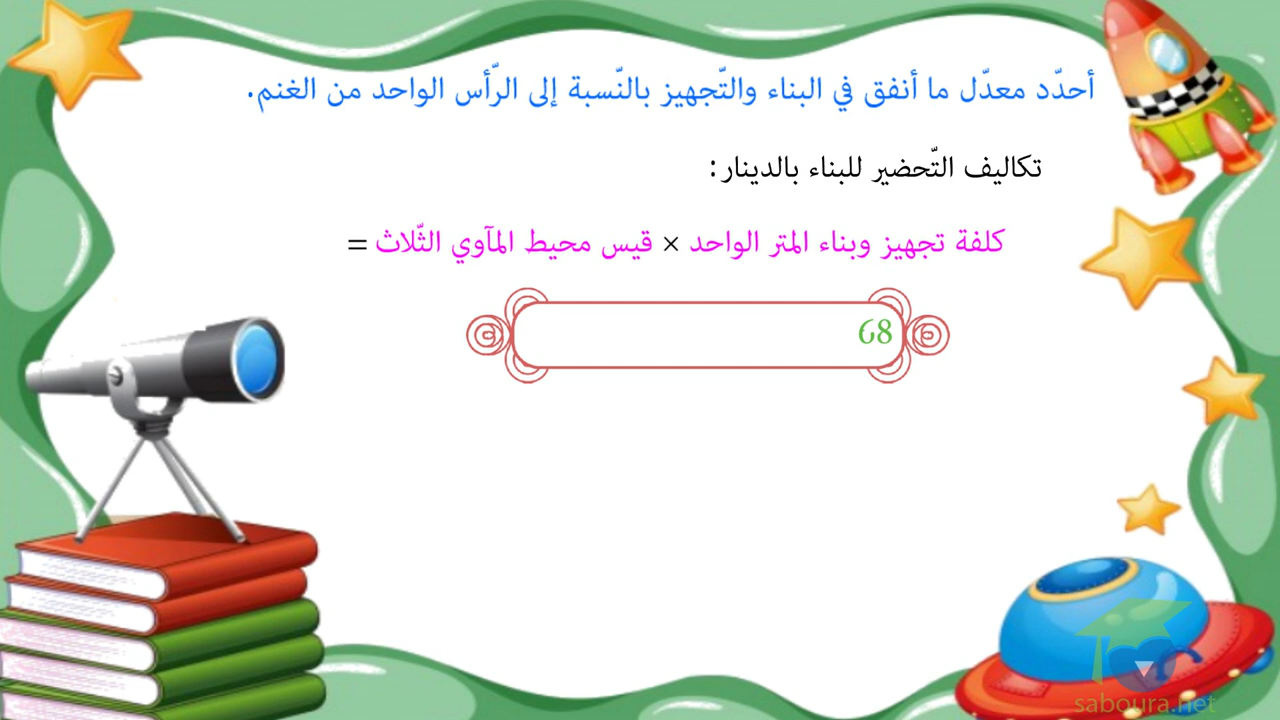 أحدّد معدّل ما أنفق في البناء والتّجهيز بالنّسبة إلى الرّأس الواحد من الغنم.
تكاليف التّحضير للبناء بالدينار:
كلفة تجهيز وبناء المتر الواحد × قيس محيط المآوي الثّلاث =
68
saboura.net